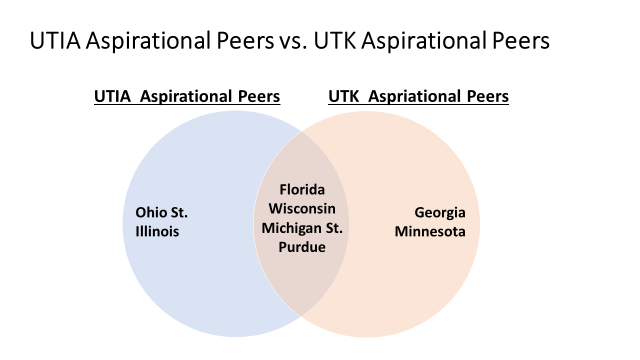 UTIA Aspirational Peers vs. UTK Aspirational Peers
UTIA  Aspirational Peers
UTK  Aspriational Peers
Ohio St.
Illinois
Florida
Wisconsin
Michigan St.
Purdue
Georgia
Minnesota